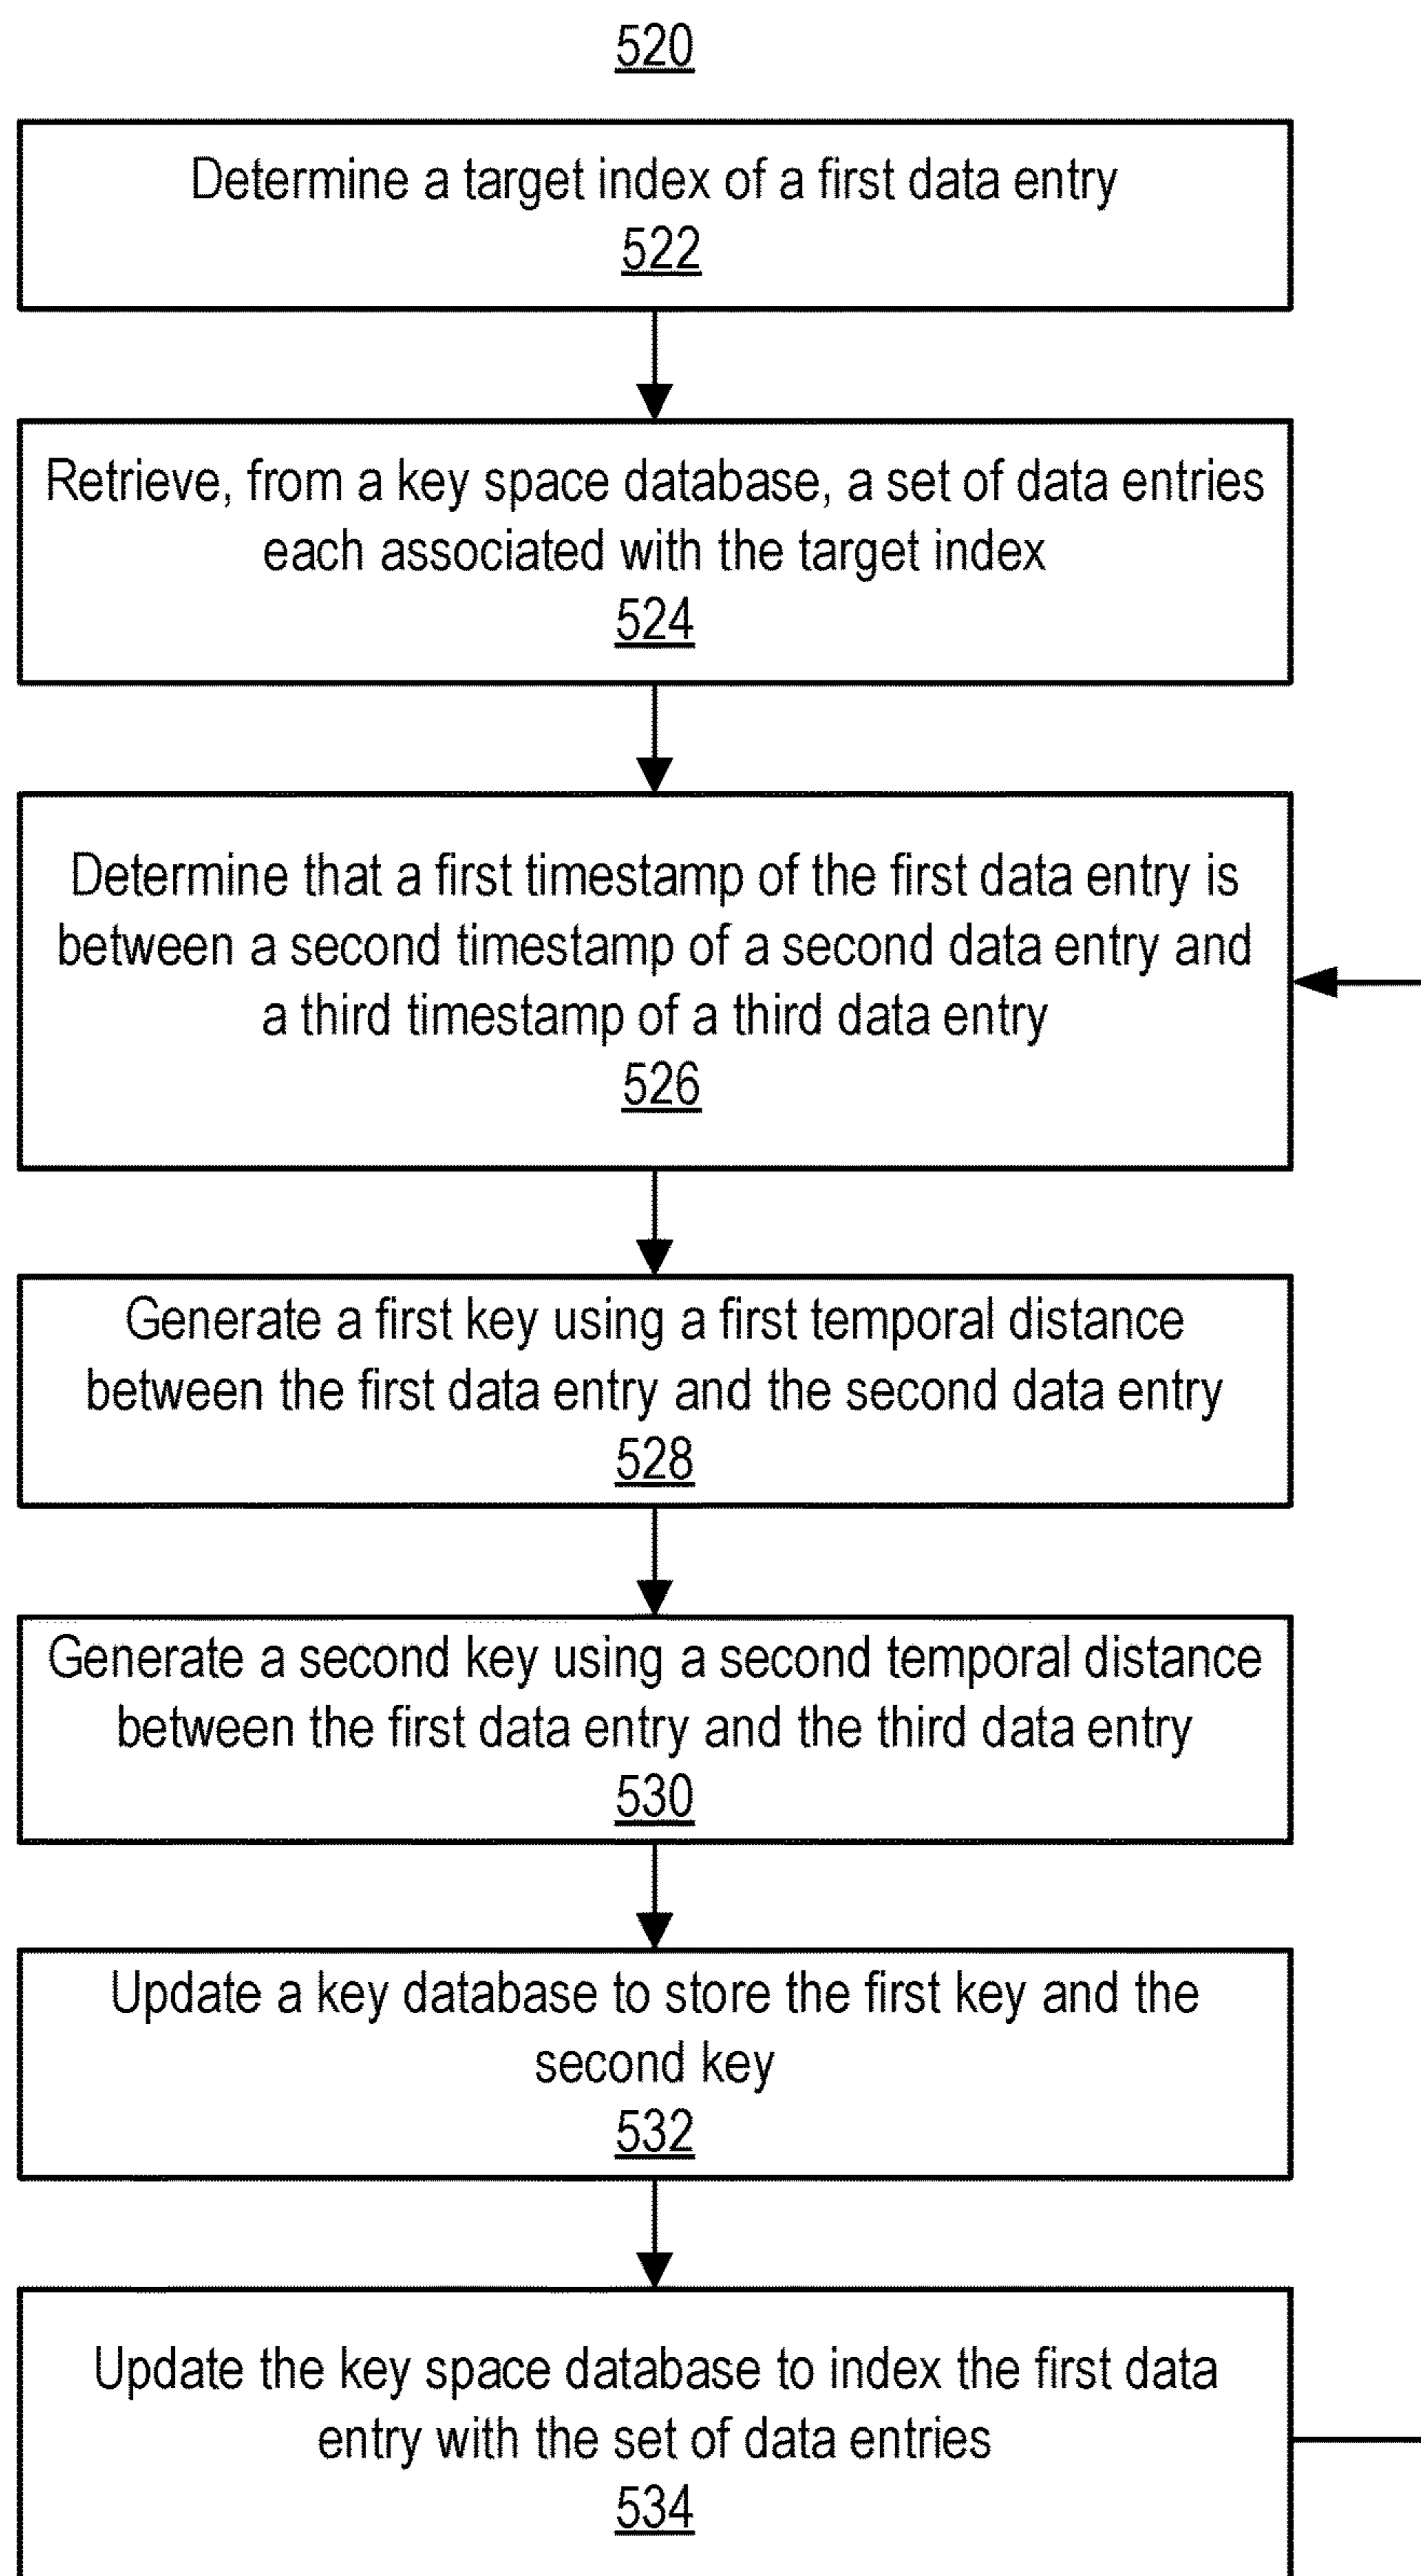 520
Determine a target index of a first data entry
522
Retrieve, from a key space database, a set of data entries
each associated with the target index
524
Determine that a first timestamp of the first data entry is
between a second timestamp of a second data entry and
a third timestamp of a third data entry
526
Generate a first key using a first temporal distance
between the first data entry and the second data entry
528
Generate a second key using a second temporal distance
between the first data entry and the third data entry
530
Update a key database to store the first key and the
second key
532
Update the key space database to index the first data
entry with the set of data entries
534